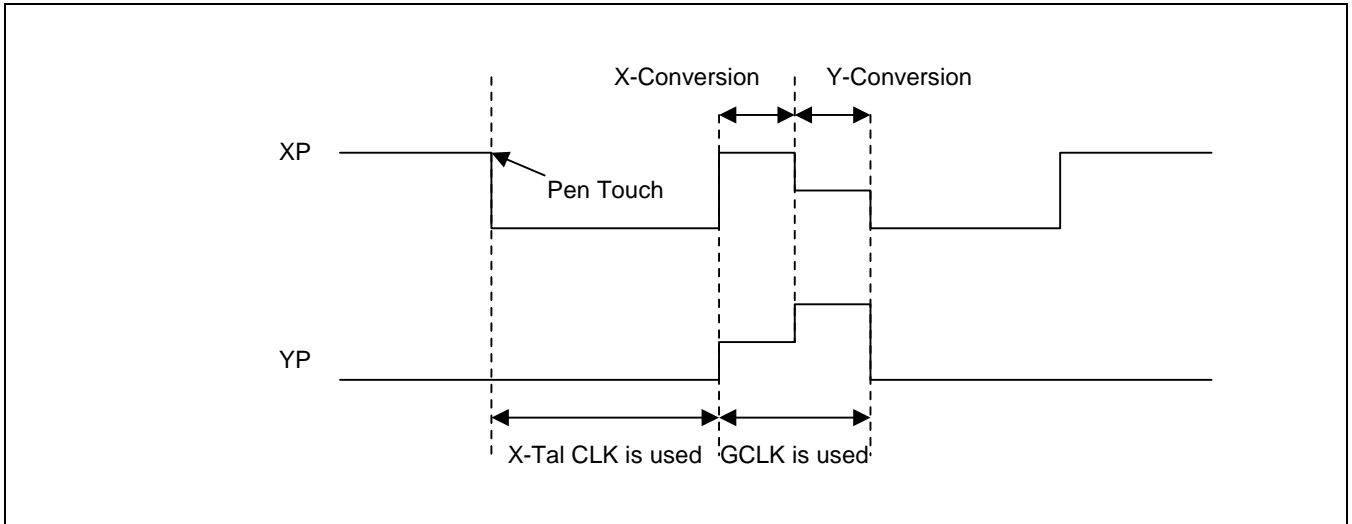 X-Conversion
Y-Conversion
XP
Pen Touch
YP
X-Tal CLK is used
GCLK is used